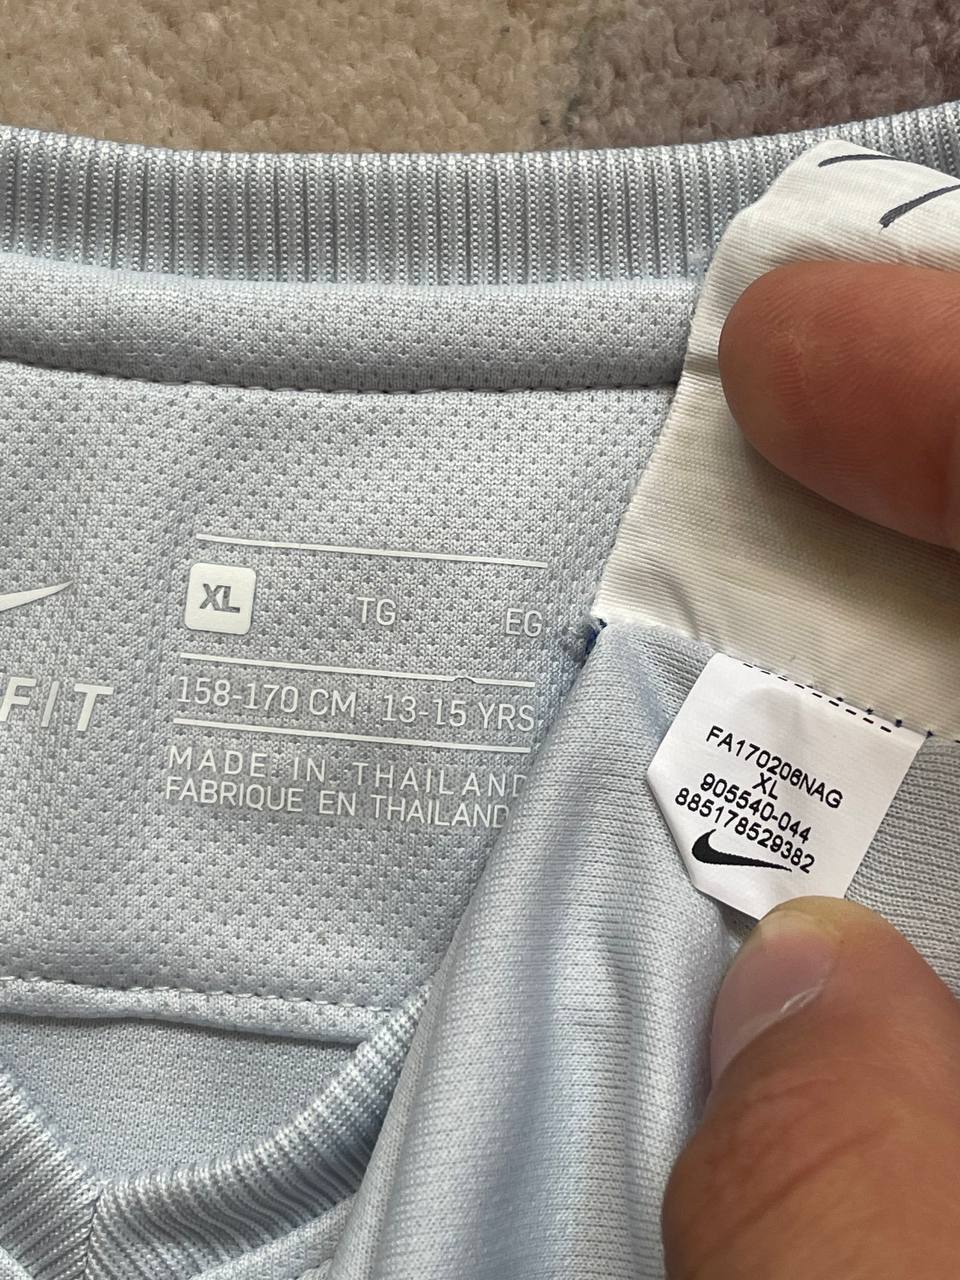 FIT
XL TG EG
158-170 CM 13-15 YRS
MADE IN THAILAND
FABRIQUE EN THAILAND
FA170206NAG
XL
905540-044
885178529382